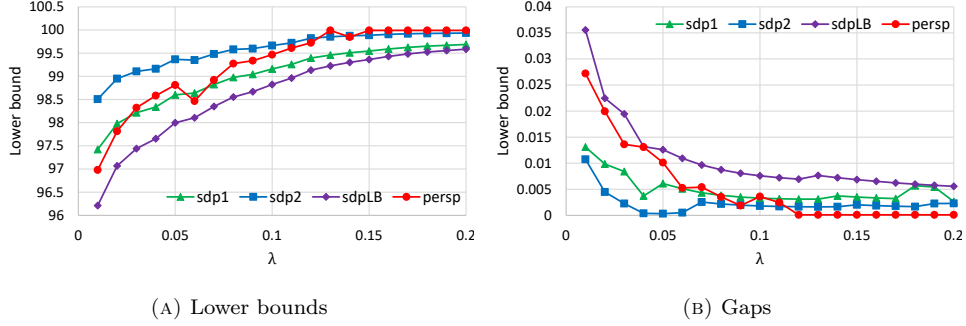 100.5
100
99.5
99
98.5
98
97.5
97
96.5
96
Lower bound
sdp1 sdp2 sdpLB persp
0 0.05 0.1 0.15 0.2
λ
(A) Lower bounds
0.04
0.035
0.03
0.025
0.02
0.015
0.01
0.005
0
Lower bound
sdp1 sdp2 sdpLB persp
0 0.05 0.1 0.15 0.2
λ
(B) Gaps